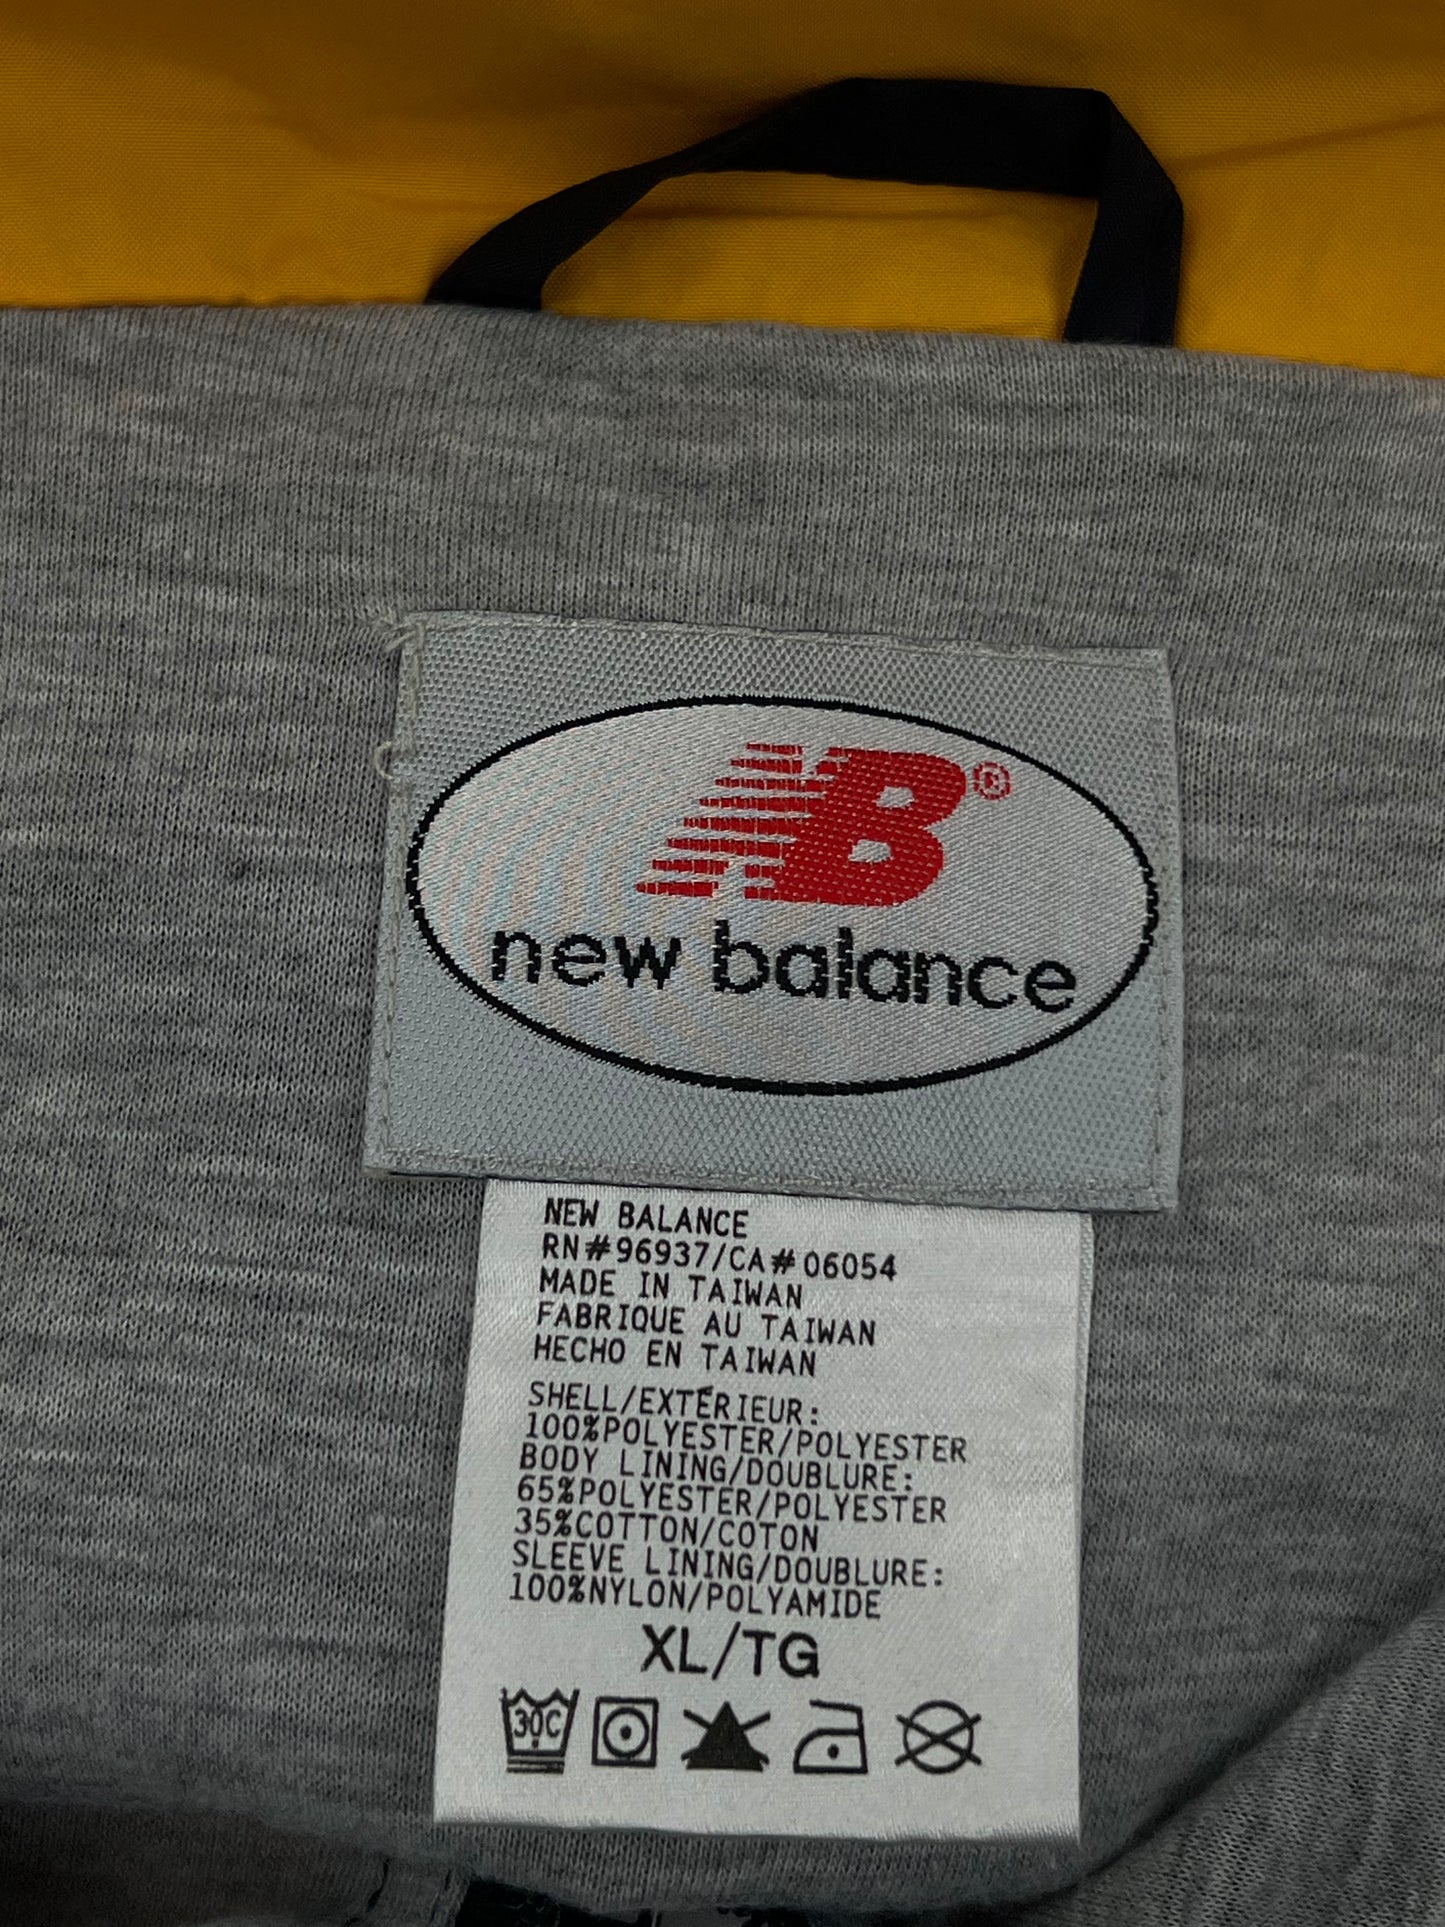 NB®
new balance
NEW BALANCE
RN#96937/CA#06054
MADE IN TAIWAN
FABRIQUE AU TAIWAN
HECHO EN TAIWAN
SHELL/EXTÉRIEUR:
100%POLYESTER/POLYESTER
BODY LINING/DOUBLURE:
65%POLYESTER/POLYESTER
35%COTTON/COTON
SLEEVE LINING/DOUBLURE:
100%NYLON/POLYAMIDE
XL/TG
30C